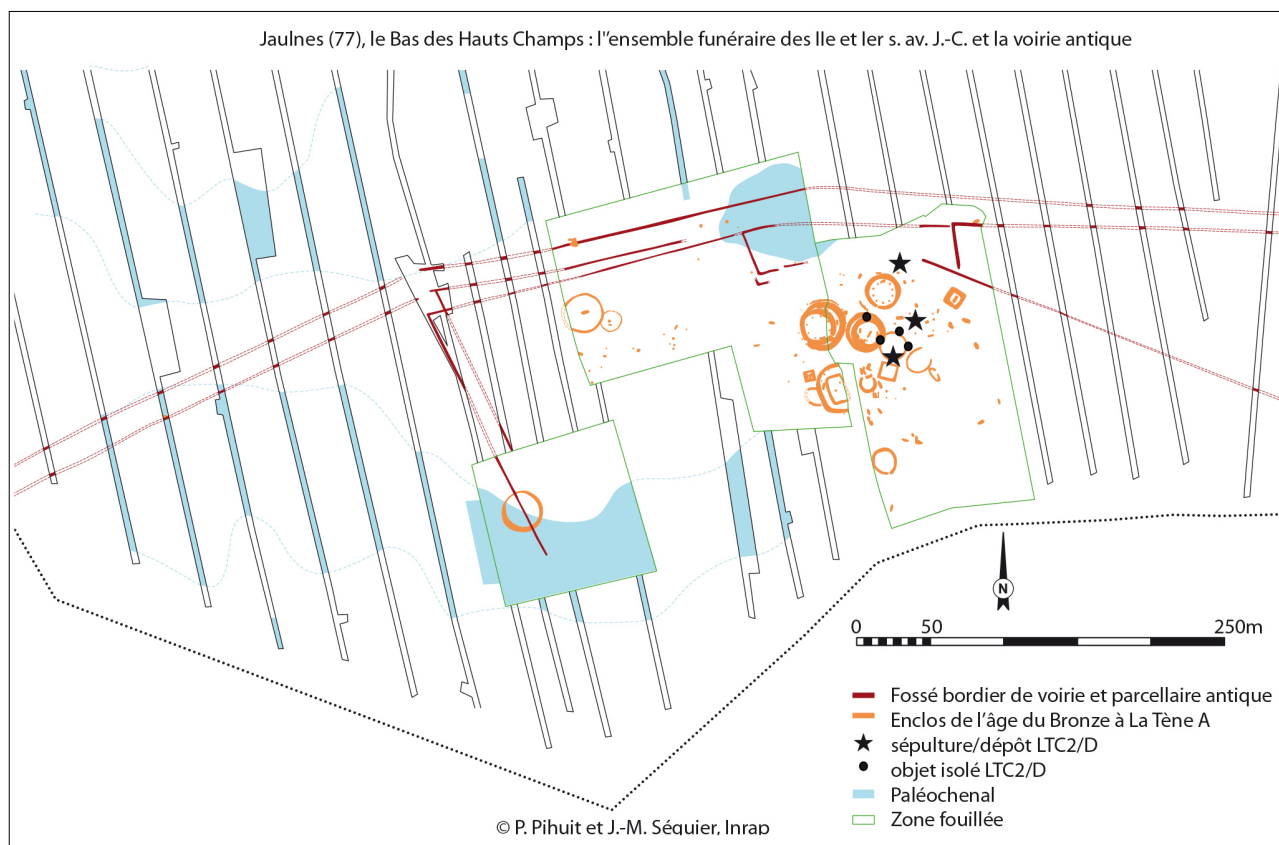 Jaulnes (77), le Bas des Hauts Champs : l''ensemble funéraire des IIe et Ier s. av. J.-C. et la voirie antique
N
0 50 250m
Fossé bordier de voirie et parcellaire antique
Enclos de l'âge du Bronze à La Tène A
sépulture/dépôt LTC2/D
objet isolé LTC2/D
Paléochenal
Zone fouillée
© P. Pihuit et J.-M. Séguier, Inrap